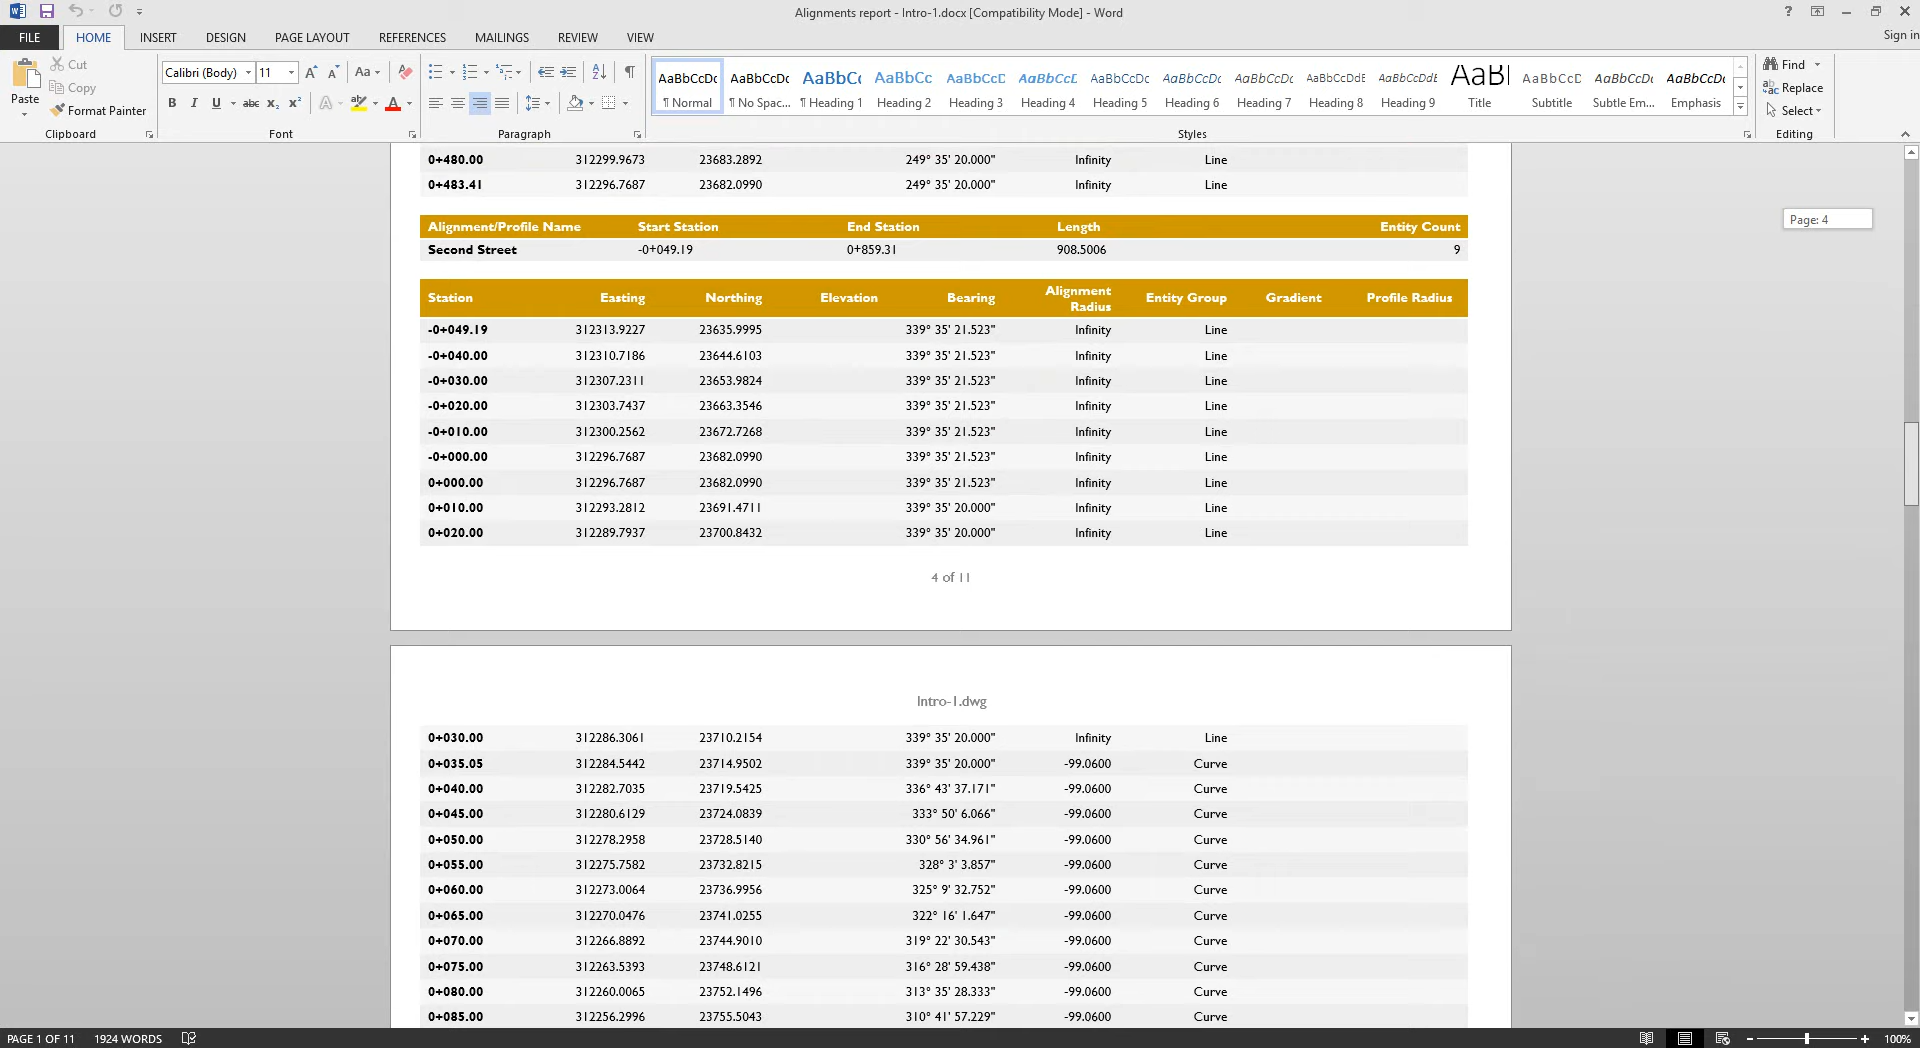 Alignments report - Intro-1.docx [Compatibility Mode] - Word
?
Sign in
FILE HOME INSERT DESIGN PAGE LAYOUT REFERENCES MAILINGS REVIEW VIEW
Paste
Cut
Copy
Format Painter
Clipboard
Calibri (Body) 11
Font
Paragraph
AaBbCcDc AaBbCcDc AaBbCc AaBbCc AaBbCcD AaBbCcD AaBbCcDc AaBbCcDc AaBbCcDc AaBbCcDdE AaBbCcDdE AaBl AaBbCcD AaBbCcDc AaBbCcDc
¶ Normal ¶ No Spac... ¶ Heading 1 Heading 2 Heading 3 Heading 4 Heading 5 Heading 6 Heading 7 Heading 8 Heading 9 Title Subtitle Subtle Em... Emphasis
Styles
Find
Replace
Select
Editing
0+480.00 312299.9673 23683.2892 249° 35' 20.000" Infinity Line
0+483.41 312296.7687 23682.0990 249° 35' 20.000" Infinity Line
Page: 4
Alignment/Profile Name Start Station End Station Length Entity Count
Second Street -0+049.19 0+859.31 908.5006 9
Station Easting Northing Elevation Bearing Alignment Radius Entity Group Gradient Profile Radius
-0+049.19 312313.9227 23635.9995 339° 35' 21.523" Infinity Line
-0+040.00 312310.7186 23644.6103 339° 35' 21.523" Infinity Line
-0+030.00 312307.2311 23653.9824 339° 35' 21.523" Infinity Line
-0+020.00 312303.7437 23663.3546 339° 35' 21.523" Infinity Line
-0+010.00 312300.2562 23672.7268 339° 35' 21.523" Infinity Line
-0+000.00 312296.7687 23682.0990 339° 35' 21.523" Infinity Line
0+000.00 312296.7687 23682.0990 339° 35' 21.523" Infinity Line
0+010.00 312293.2812 23691.4711 339° 35' 20.000" Infinity Line
0+020.00 312289.7937 23700.8432 339° 35' 20.000" Infinity Line
4 of 11
Intro-1.dwg
0+030.00 312286.3061 23710.2154 339° 35' 20.000" Infinity Line
0+035.05 312284.5442 23714.9502 339° 35' 20.000" -99.0600 Curve
0+040.00 312282.7035 23719.5425 336° 43' 37.171" -99.0600 Curve
0+045.00 312280.6129 23724.0839 333° 50' 6.066" -99.0600 Curve
0+050.00 312278.2958 23728.5140 330° 56' 34.961" -99.0600 Curve
0+055.00 312275.7582 23732.8215 328° 3' 3.857" -99.0600 Curve
0+060.00 312273.0064 23736.9956 325° 9' 32.752" -99.0600 Curve
0+065.00 312270.0476 23741.0255 322° 16' 1.647" -99.0600 Curve
0+070.00 312266.8892 23744.9010 319° 22' 30.543" -99.0600 Curve
0+075.00 312263.5393 23748.6121 316° 28' 59.438" -99.0600 Curve
0+080.00 312260.0065 23752.1496 313° 35' 28.333" -99.0600 Curve
0+085.00 312256.2996 23755.5043 310° 41' 57.229" -99.0600 Curve
PAGE 1 OF 11 1924 WORDS 100%